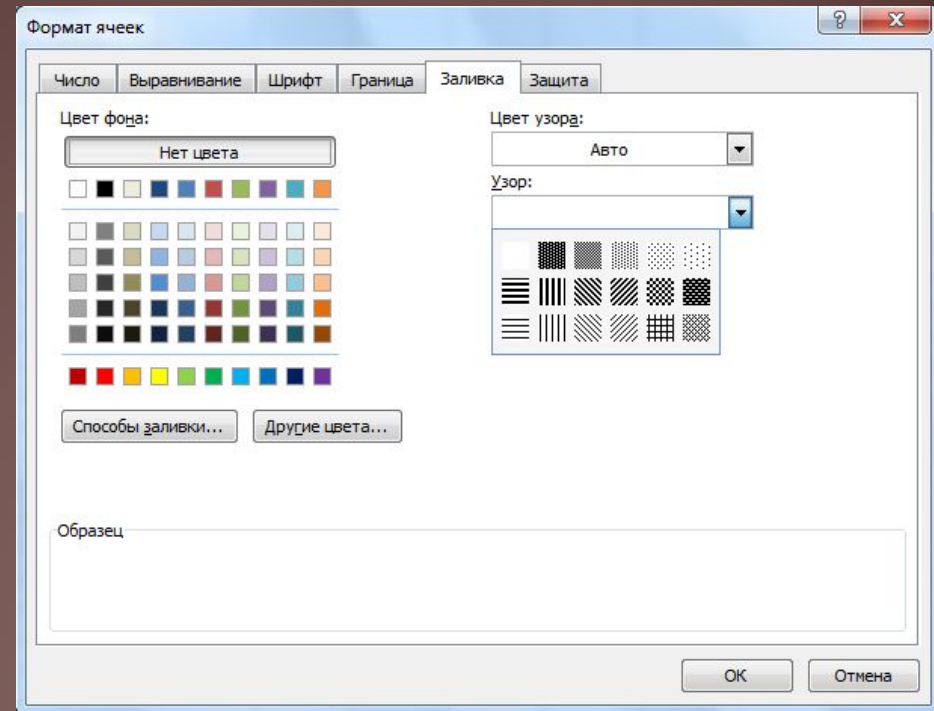 Формат ячеек
Число Выравнивание Шрифт Граница Заливка Защита
Цвет фона:
Нет цвета
Цвет узора:
Авто
Узор:
Способы заливки... Другие цвета...
Образец
ОК Отмена